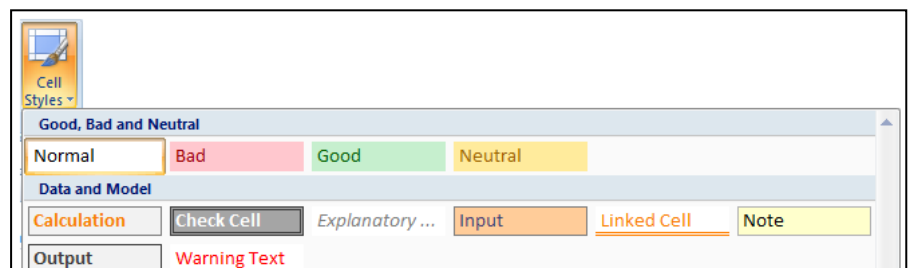 Cell
Styles
Good, Bad and Neutral
Normal Bad Good Neutral
Data and Model
Calculation Check Cell Explanatory ... Input Linked Cell Note
Output Warning Text